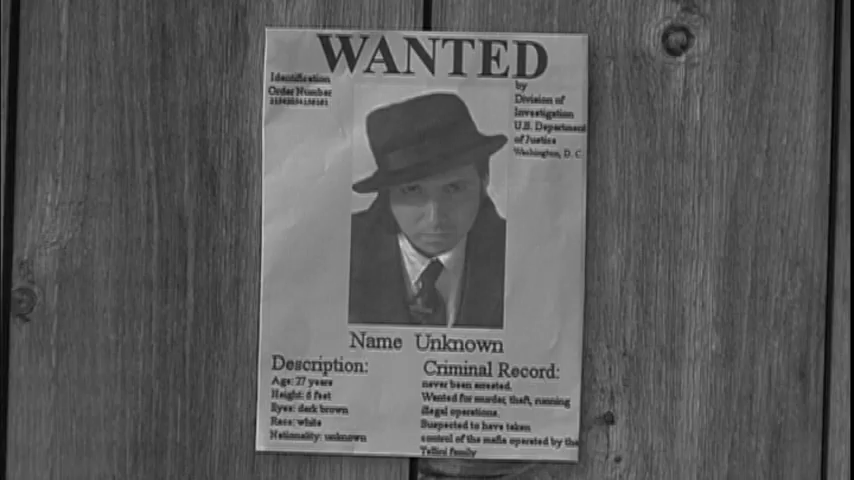 WANTED
Identification
Order Number
by
Division of
Investigation
U.S. Department
of Justice
Washington, D. C.
Name Unknown
Description:
Age: 27 years
Height: 6 feet
Eyes: dark brown
Race: white
Nationality: unknown
Criminal Record:
never been arrested.
Wanted for murder, theft, running
illegal operations.
Suspected to have taken
control of the mafia operated by the
Tellini family